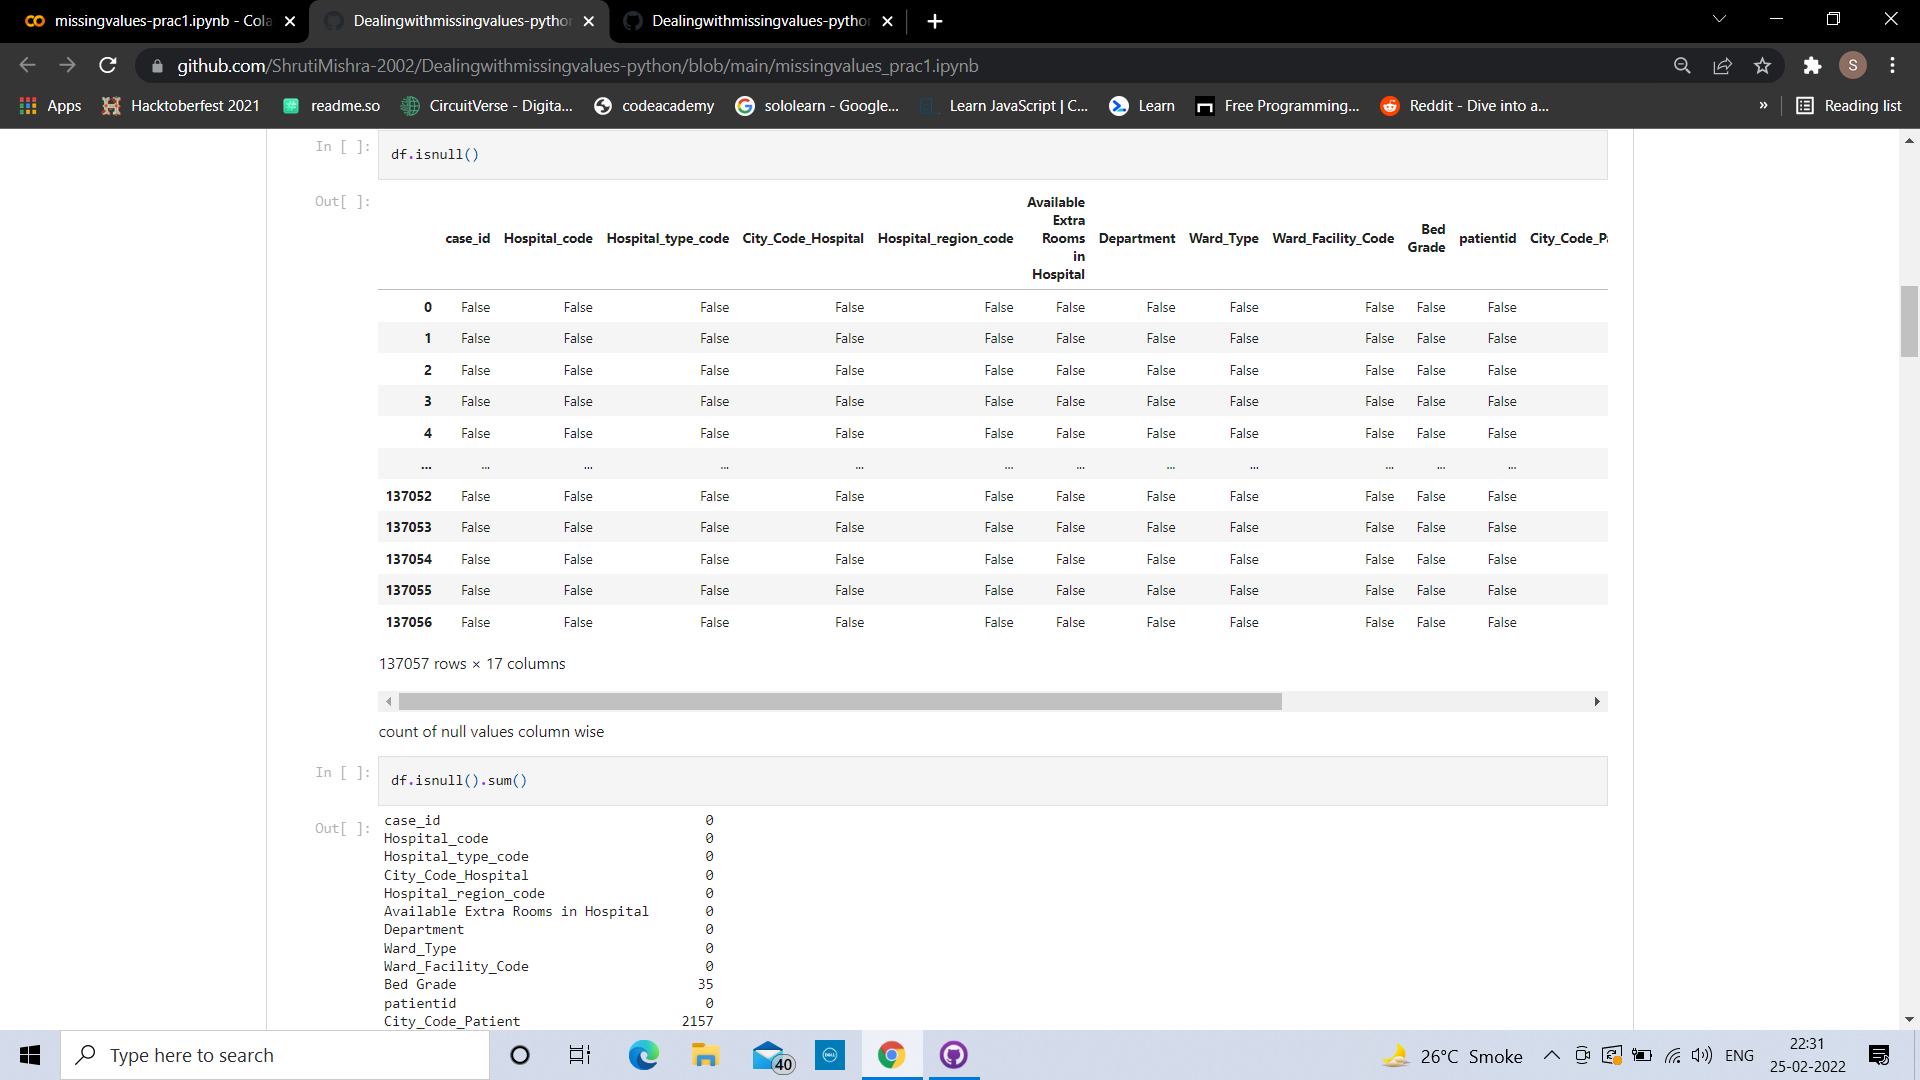 missingvalues-prac1.ipynb - Cola
Dealingwithmissingvalues-pythor
Dealingwithmissingvalues-pythor
github.com/ShrutiMishra-2002/Dealingwithmissingvalues-python/blob/main/missingvalues_prac1.ipynb
S
Apps Hacktoberfest 2021 readme.so CircuitVerse - Digita... codeacademy sololearn - Google... Learn JavaScript | C... Learn Free Programming... Reddit - Dive into a... » Reading list
In [ ]: df.isnull()
Out[ ]:
case_id Hospital_code Hospital_type_code City_Code_Hospital Hospital_region_code Available Extra Rooms in Hospital Department Ward_Type Ward_Facility_Code Bed Grade patientid City_Code_Pa
0 False False False False False False False False False False False
1 False False False False False False False False False False False
2 False False False False False False False False False False False
3 False False False False False False False False False False False
4 False False False False False False False False False False False
... ... ... ... ... ... ... ... ... ... ... ...
137052 False False False False False False False False False False False
137053 False False False False False False False False False False False
137054 False False False False False False False False False False False
137055 False False False False False False False False False False False
137056 False False False False False False False False False False False
137057 rows × 17 columns
count of null values column wise
In [ ]: df.isnull().sum()
Out[ ]: case_id 0
Hospital_code 0
Hospital_type_code 0
City_Code_Hospital 0
Hospital_region_code 0
Available Extra Rooms in Hospital 0
Department 0
Ward_Type 0
Ward_Facility_Code 0
Bed Grade 35
patientid 0
City_Code_Patient 2157
Type here to search
40
DELL
26°C Smoke
ENG
22:31
25-02-2022